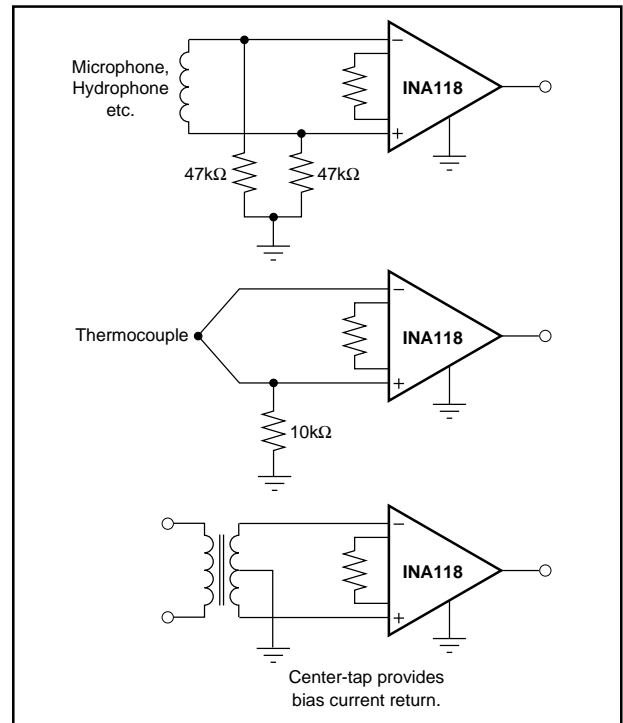 Microphone,
Hydrophone
etc.
−
INA118
+
47kΩ
47kΩ
Thermocouple
−
INA118
+
10kΩ
−
INA118
+
Center-tap provides
bias current return.